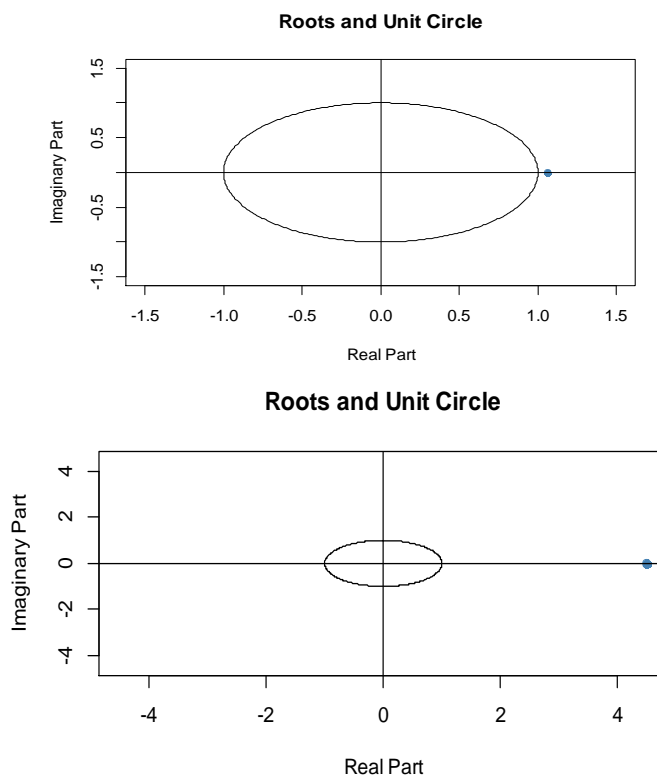 Roots and Unit Circle
1.5
0.5
-0.5
-1.5
Imaginary Part
-1.5 -1.0 -0.5 0.0 0.5 1.0 1.5
Real Part
Roots and Unit Circle
4
2
0
-2
-4
Imaginary Part
-4 -2 0 2 4
Real Part